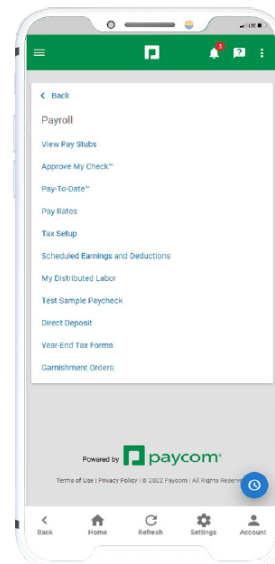 5
?
Back
Payroll
View Pay Stubs
Approve My Check™
Pay-To-Date™
Pay Rates
Tax Setup
Scheduled Earnings and Deductions
My Distributed Labor
Test Sample Paycheck
Direct Deposit
Year-End Tax Forms
Garnishment Orders
Powered by paycom
Terms of Use | Privacy Policy | © 2022 Paycom | All Rights
Back Home Refresh Settings Account